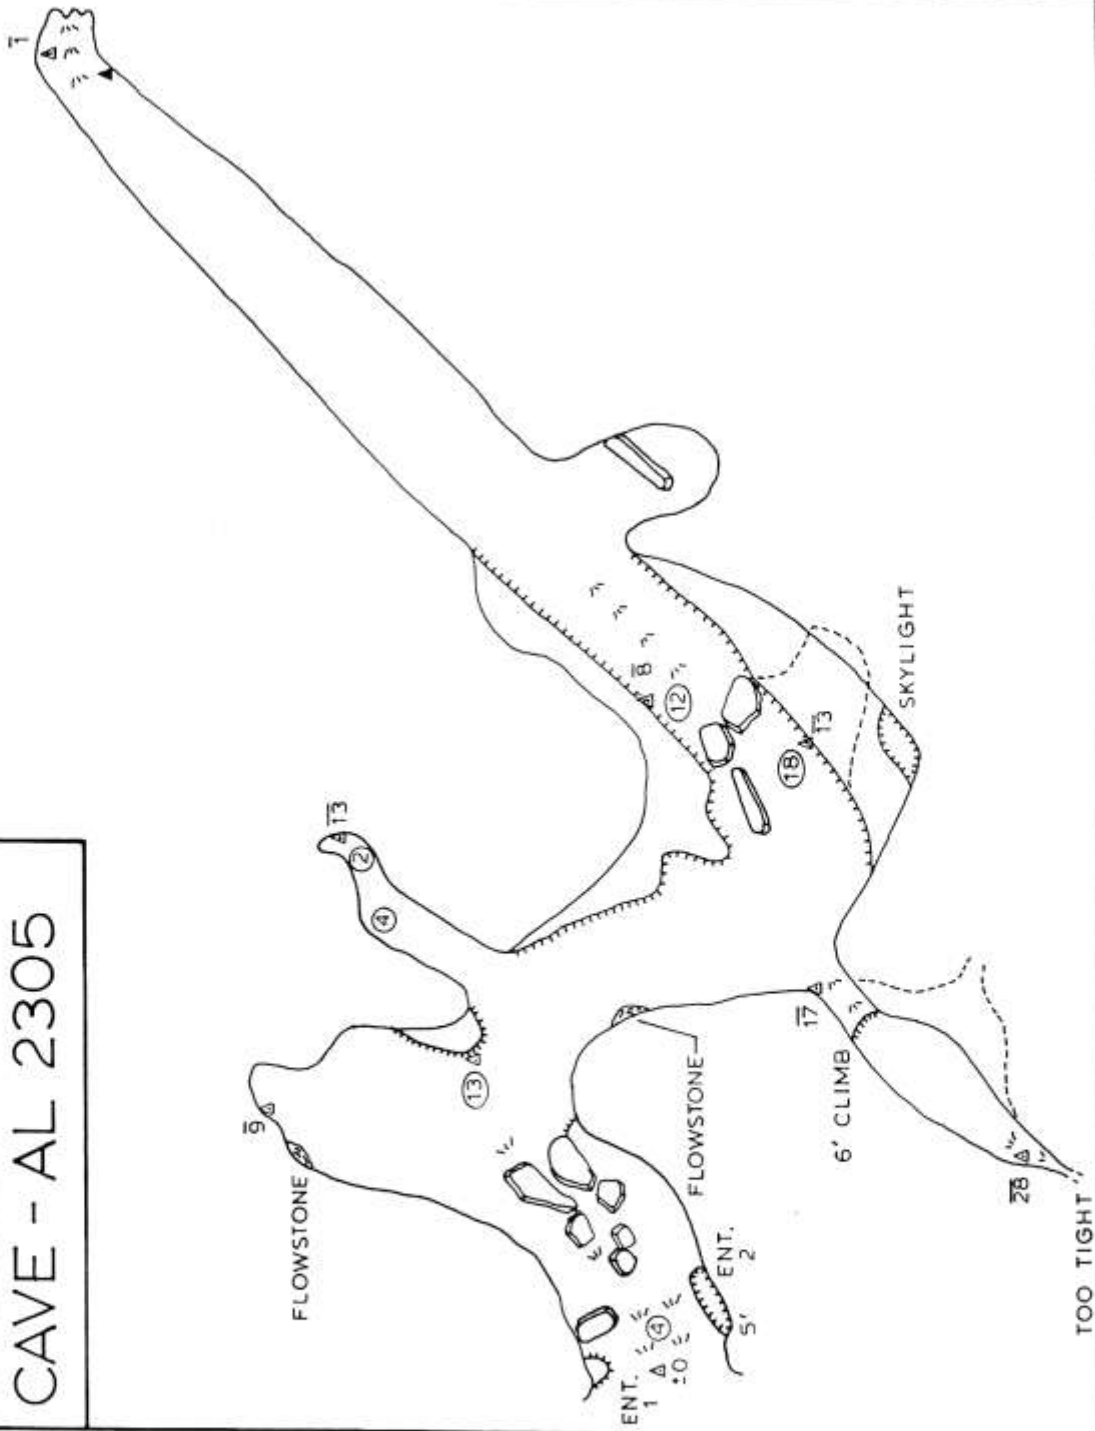 CAVE - AL 2305
1
FLOWSTONE
9
13
2
4
13
8
12
18
13
SKYLIGHT
FLOWSTONE
17
6' CLIMB
28
TOO TIGHT
ENT.
1
±0
4
5'
ENT.
2